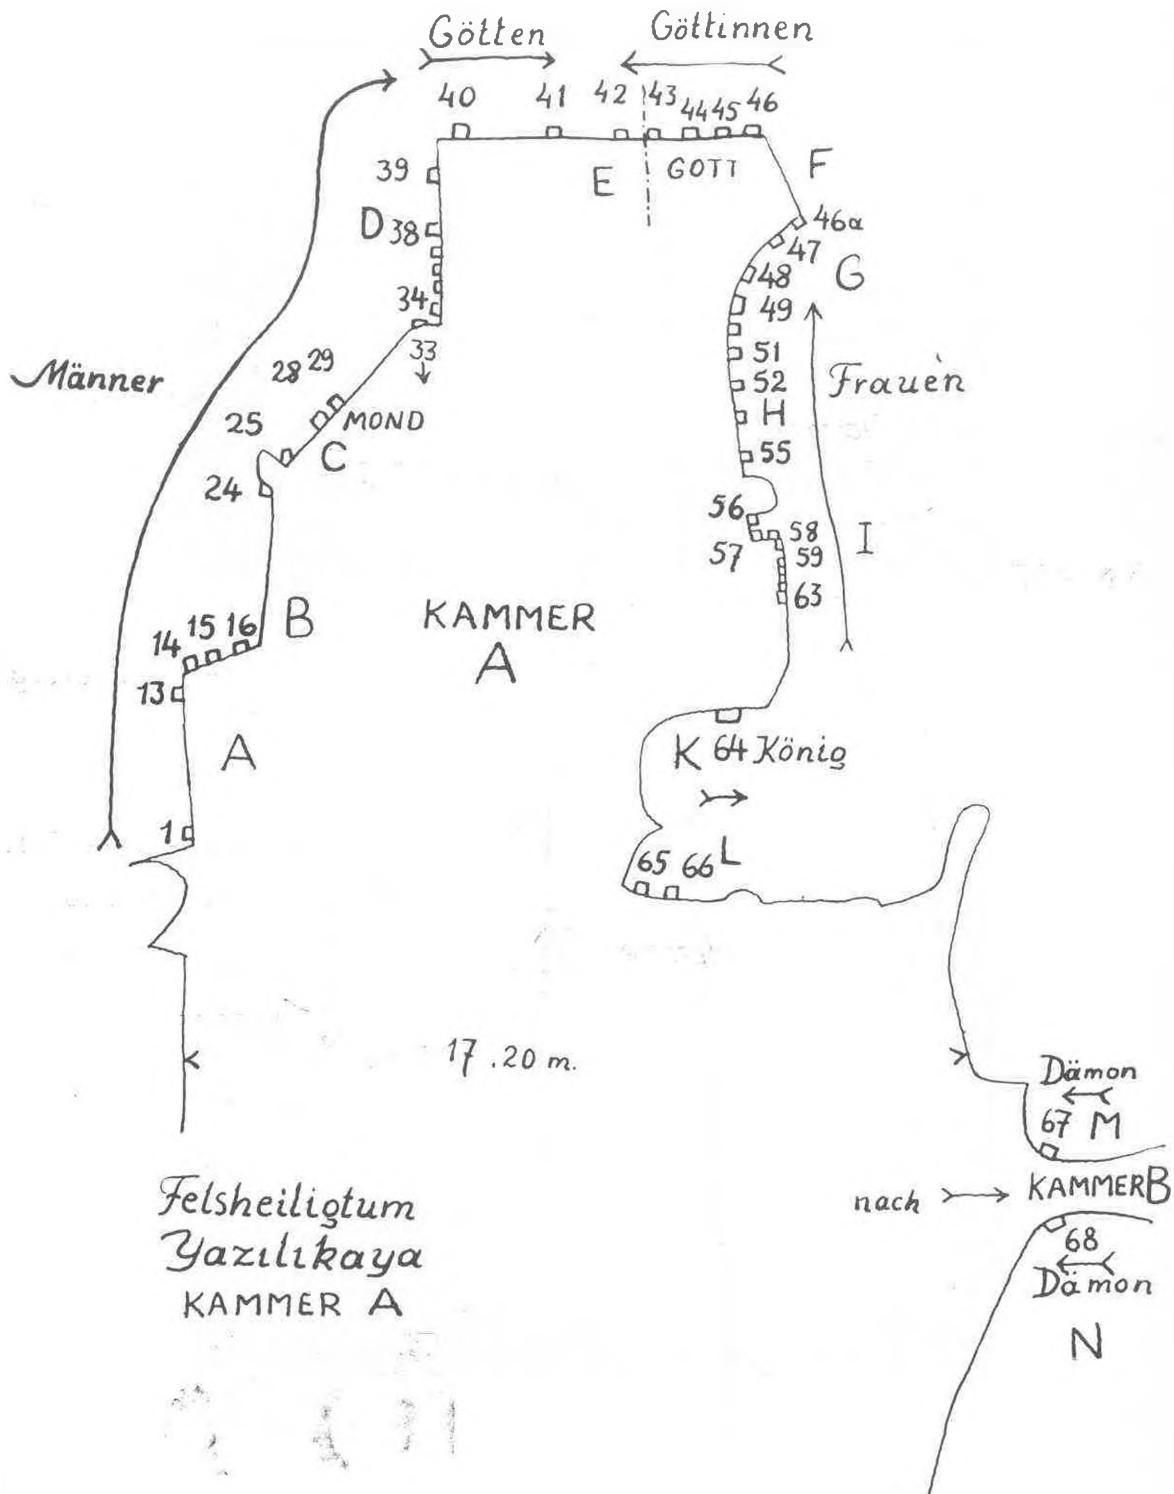 Götten Göttinnen
40 41 42 43 44 45 46
39 E GOTT F
D 38 46a
47
48 G
34 49
33
28 29 51
Männer 52 Frauen
25 MOND H
C 55
24 56
58 I
57 59
14 15 16 B KAMMER 63
13 A
A K 64 König
1
65 66 L
17.20 m.
Dämon
67 M
Felsheiligtum nach KAMMER B
Yazılıkaya 68
KAMMER A Dämon
N